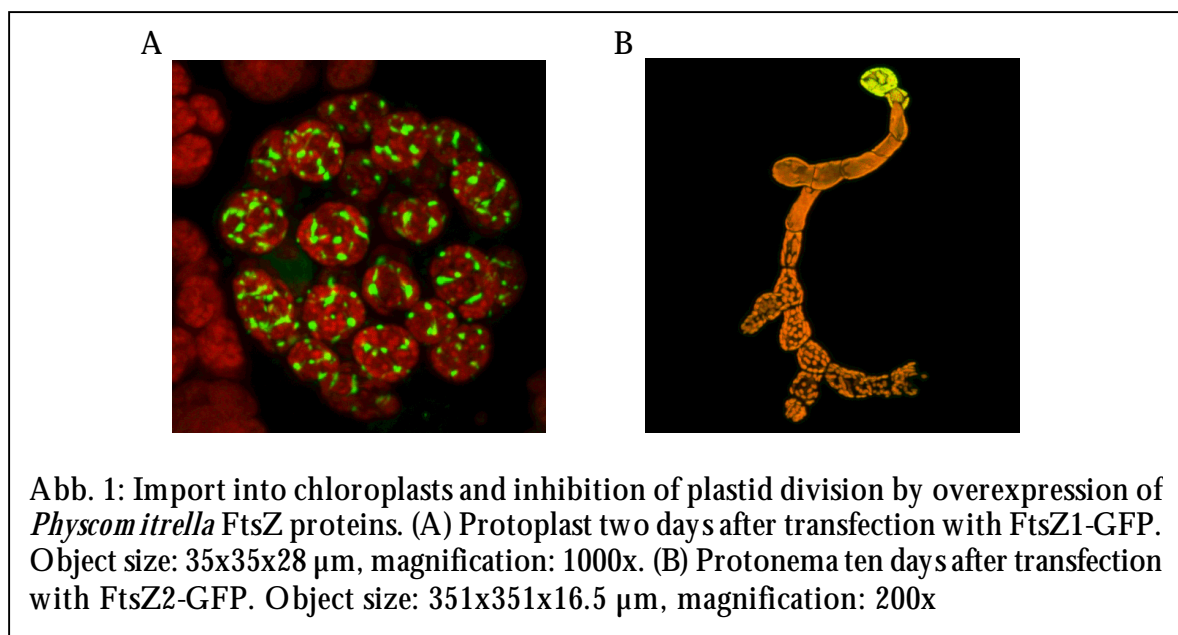 A B
Abb. 1: Import into chloroplasts and inhibition of plastid division by overexpression of
Physcomitrella FtsZ proteins. (A) Protoplast two days after transfection with FtsZ1-GFP.
Object size: 35x35x28 µm, magnification: 1000x. (B) Protonema ten days after transfection
with FtsZ2-GFP. Object size: 351x351x16.5 µm, magnification: 200x